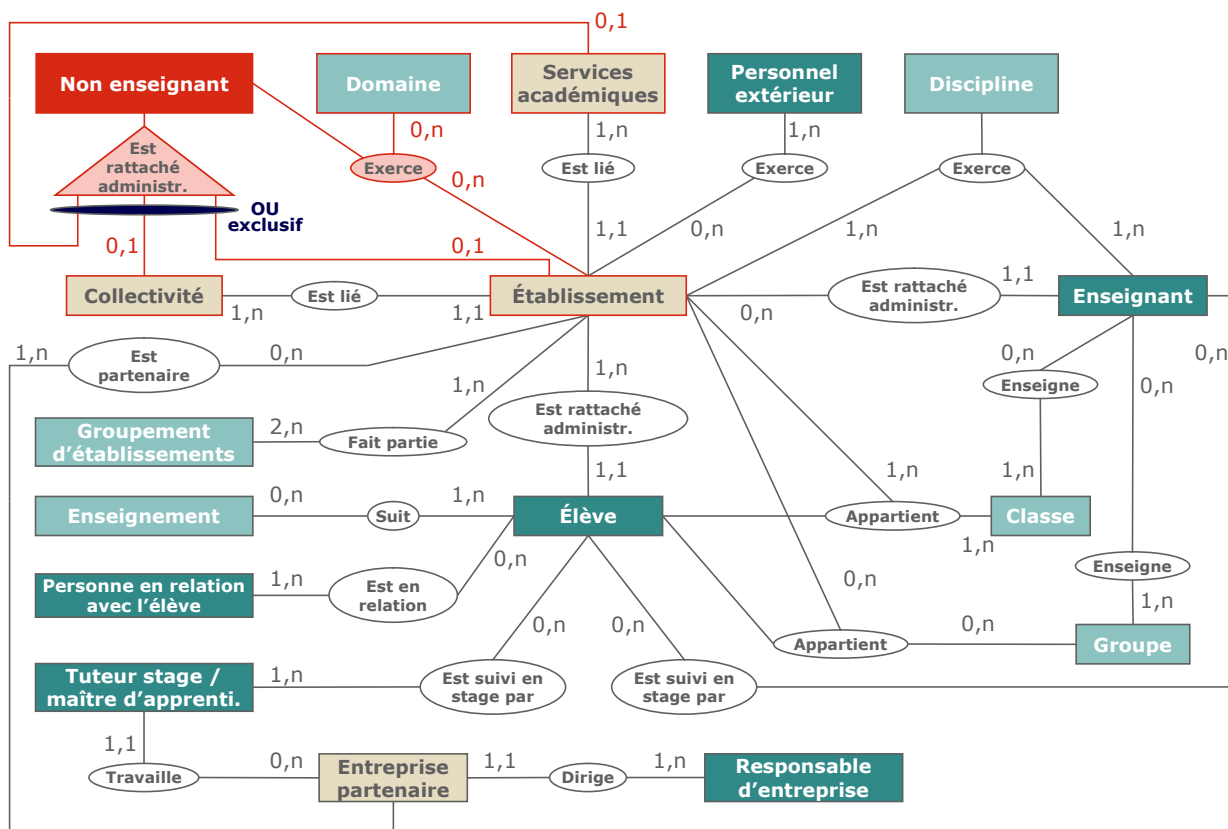 0,1
Non enseignant
Domaine
Services
académiques
Personnel
extérieur
Discipline
0,n
1,n
1,n
Est
rattaché
administr.
Exerce
Est lié
Exerce
Exerce
0,n
OU
exclusif
0,1
0,1
1,1
0,n
1,n
1,n
Collectivité
Est lié
Établissement
Est rattaché
administr.
1,1
Enseignant
1,n
1,1
0,n
1,n
Est
partenaire
0,n
0,n
0,n
1,n
1,n
Enseigne
0,n
Groupement
d’établissements
2,n
Fait partie
Est rattaché
administr.
1,1
1,n
1,n
Enseignement
0,n
Suit
1,n
Élève
Appartient
Classe
1,n
0,n
Personne en relation
avec l’élève
1,n
Est en
relation
0,n
Enseigne
1,n
0,n
0,n
Appartient
0,n
Groupe
Tuteur stage /
maître d’apprenti.
1,n
Est suivi en
stage par
Est suivi en
stage par
1,1
Travaille
0,n
Entreprise
partenaire
1,1
Dirige
1,n
Responsable
d’entreprise